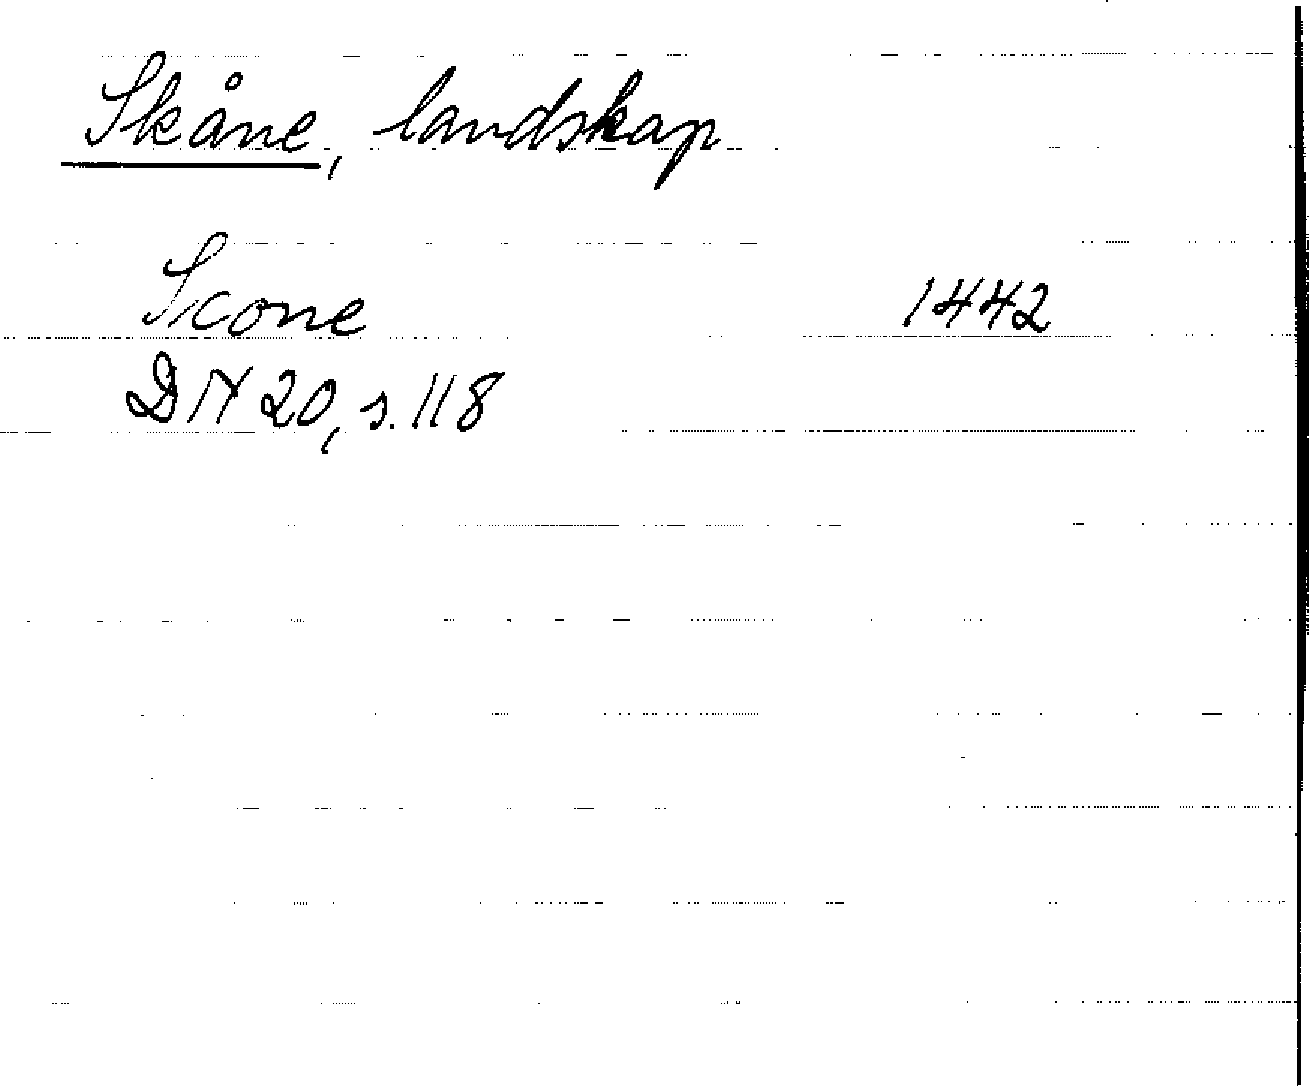 Skåne, landskap
Scone 1442
DN 20, s. 118